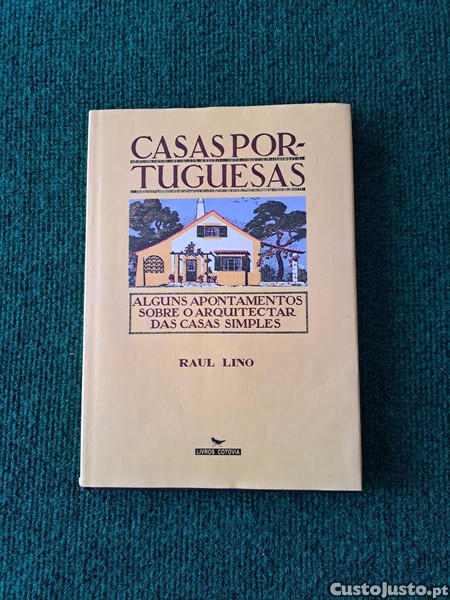 CASAS POR-
TUGUESAS
ALGUNS APONTAMENTOS
SOBRE O ARQUITECTAR
DAS CASAS SIMPLES
RAUL LINO
LIVROS COTOVIA
CustoJusto.pt